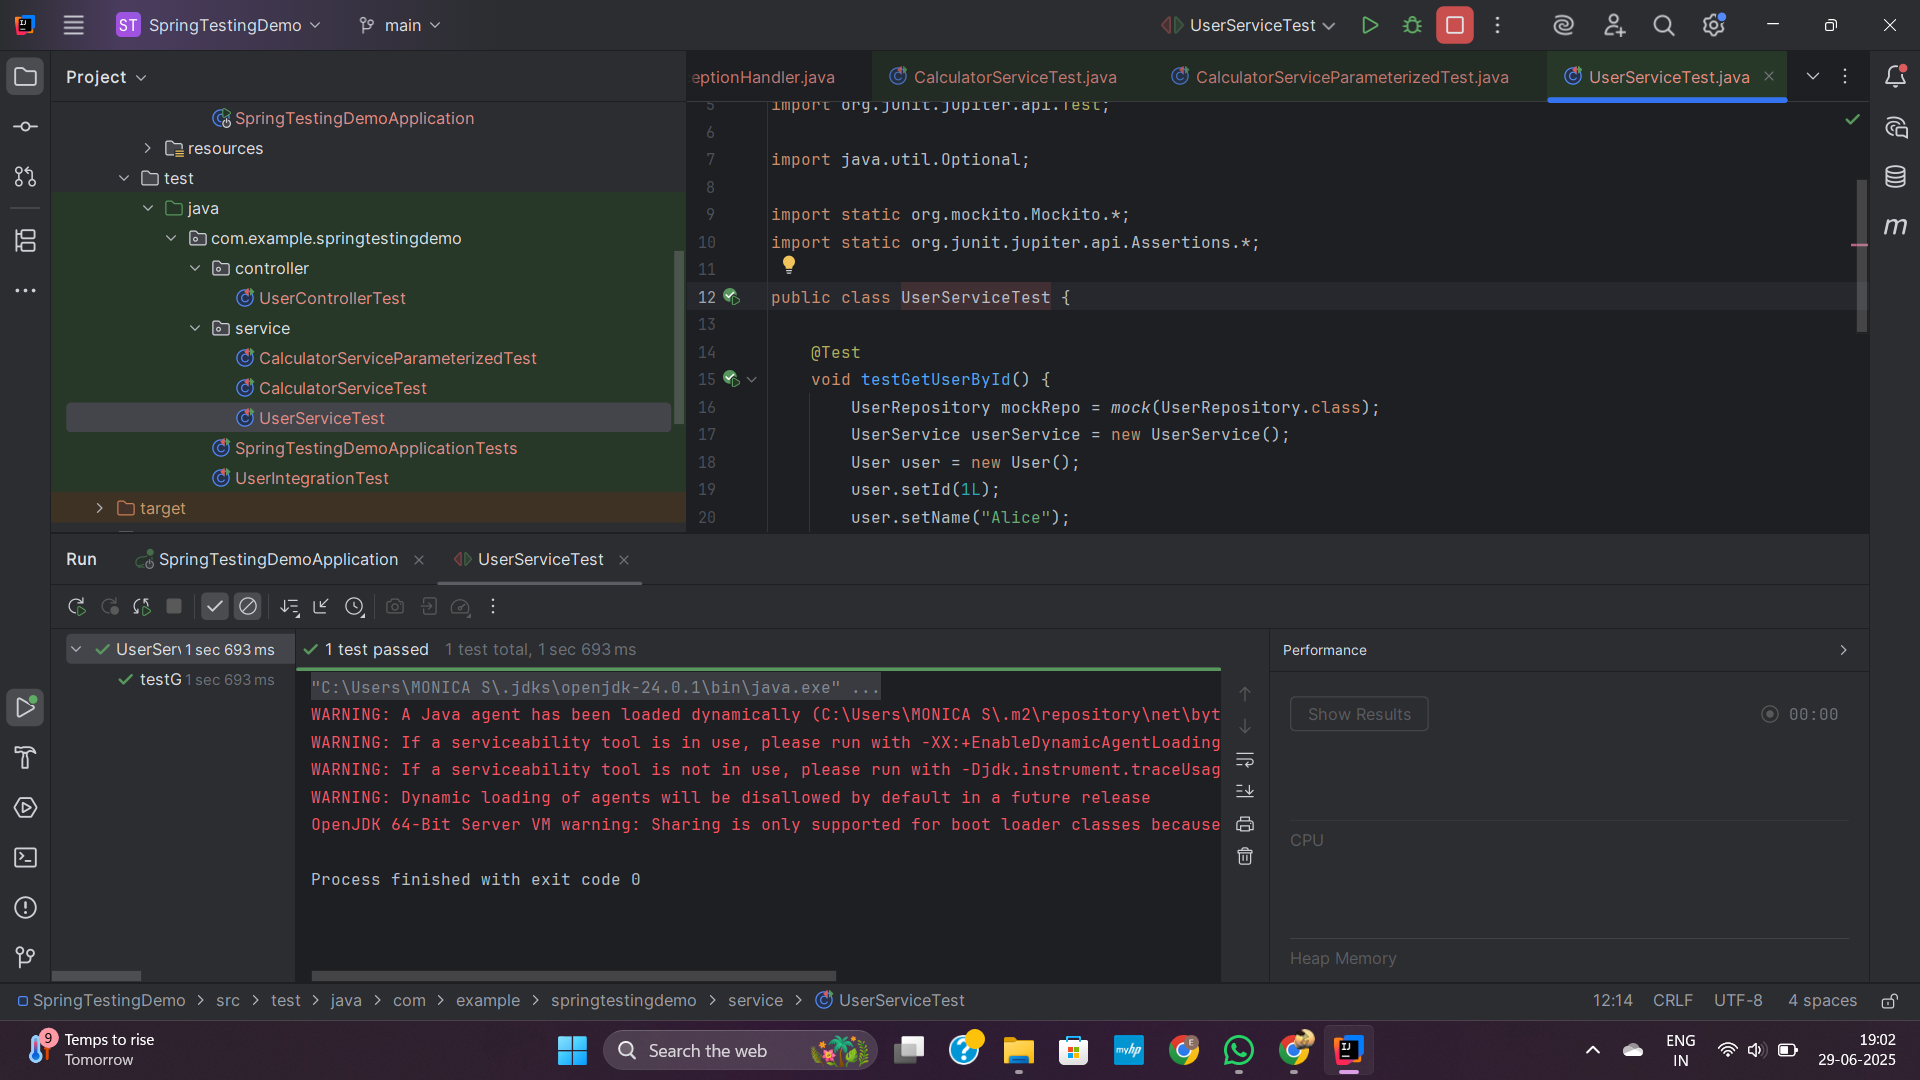 ST SpringTestingDemo main UserServiceTest
Project
SpringTestingDemoApplication
resources
test
java
com.example.springtestingdemo
controller
UserControllerTest
service
CalculatorServiceParameterizedTest
CalculatorServiceTest
UserServiceTest
SpringTestingDemoApplicationTests
UserIntegrationTest
target
eptionHandler.java CalculatorServiceTest.java CalculatorServiceParameterizedTest.java UserServiceTest.java
5 import org.junit.jupiter.api.Test;
6
7 import java.util.Optional;
8
9 import static org.mockito.Mockito.*;
10 import static org.junit.jupiter.api.Assertions.*;
11
12 public class UserServiceTest {
13
14 @Test
15 void testGetUserById() {
16 UserRepository mockRepo = mock(UserRepository.class);
17 UserService userService = new UserService();
18 User user = new User();
19 user.setId(1L);
20 user.setName("Alice");
m
Run SpringTestingDemoApplication UserServiceTest
UserServ 1 sec 693 ms
testG 1 sec 693 ms
1 test passed 1 test total, 1 sec 693 ms
"C:\Users\MONICA S\.jdks\openjdk-24.0.1\bin\java.exe" ...
WARNING: A Java agent has been loaded dynamically (C:\Users\MONICA S\.m2\repository\net\byt
WARNING: If a serviceability tool is in use, please run with -XX:+EnableDynamicAgentLoading
WARNING: If a serviceability tool is not in use, please run with -Djdk.instrument.traceUsag
WARNING: Dynamic loading of agents will be disallowed by default in a future release
OpenJDK 64-Bit Server VM warning: Sharing is only supported for boot loader classes because
Process finished with exit code 0
Performance
Show Results 00:00
CPU
Heap Memory
SpringTestingDemo > src > test > java > com > example > springtestingdemo > service > UserServiceTest 12:14 CRLF UTF-8 4 spaces
9 Temps to rise
Tomorrow
Search the web
myhp
E
IJ
ENG
IN
19:02
29-06-2025